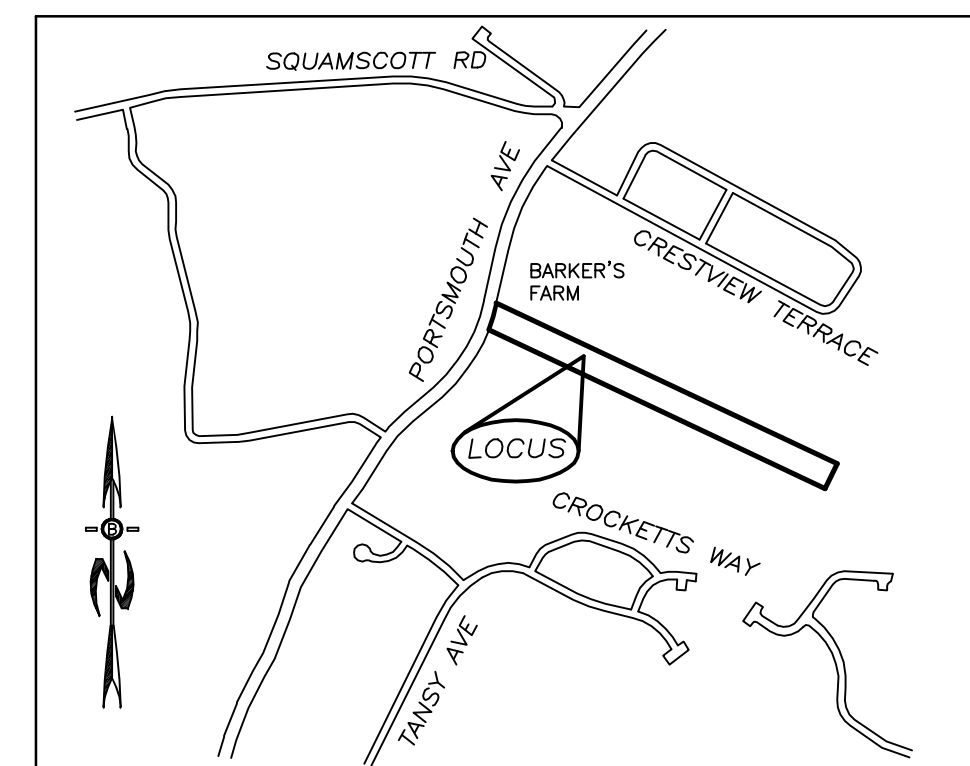 SQUAMSCOTT RD
PORTSMOUTH AVE
CRESTVIEW TERRACE
BARKER'S
FARM
LOCUS
CROCKETTS WAY
B
TANSY AVE